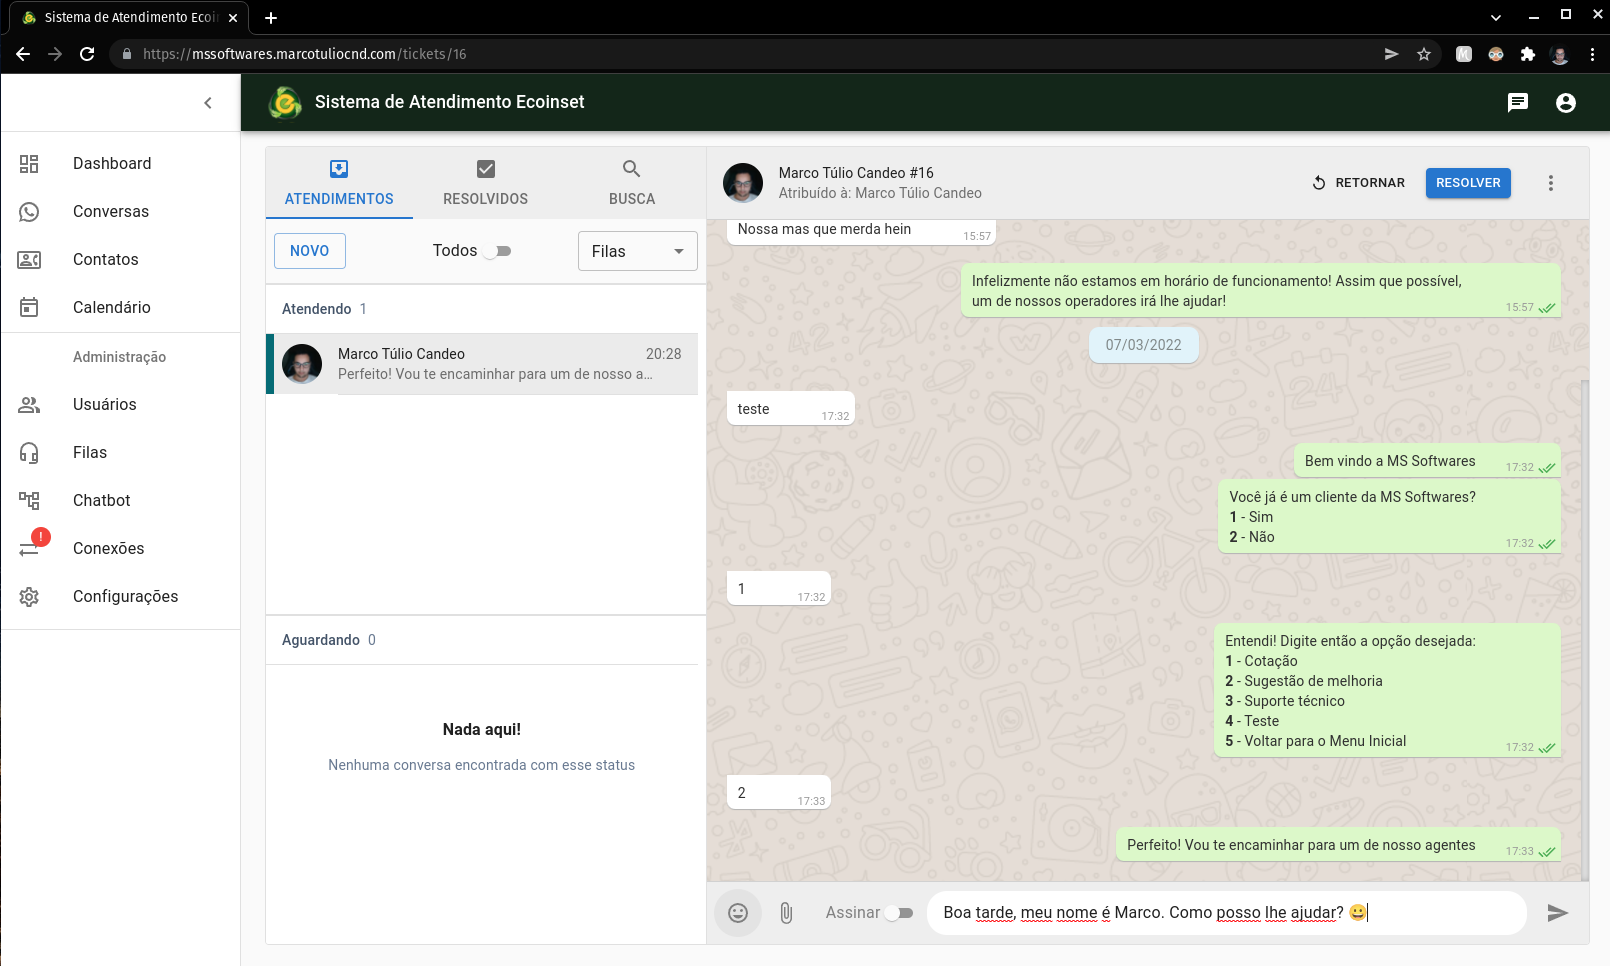 Sistema de Atendimento Ecoin
https://mssoftwares.marcotuliocnd.com/tickets/16
Sistema de Atendimento Ecoinset
Dashboard
Conversas
Contatos
Calendário
Administração
Usuários
Filas
Chatbot
!
Conexões
Configurações
ATENDIMENTOS
RESOLVIDOS
BUSCA
NOVO
Todos
Filas
Atendendo 1
Marco Túlio Candeo 20:28
Perfeito! Vou te encaminhar para um de nosso a...
Aguardando 0
Nada aqui!
Nenhuma conversa encontrada com esse status
Marco Túlio Candeo #16
Atribuído à: Marco Túlio Candeo
RETORNAR
RESOLVER
Nossa mas que merda hein
15:57
Infelizmente não estamos em horário de funcionamento! Assim que possível,
um de nossos operadores irá lhe ajudar!
15:57
07/03/2022
teste
17:32
Bem vindo a MS Softwares
17:32
Você já é um cliente da MS Softwares?
1 - Sim
2 - Não
17:32
1
17:32
Entendi! Digite então a opção desejada:
1 - Cotação
2 - Sugestão de melhoria
3 - Suporte técnico
4 - Teste
5 - Voltar para o Menu Inicial
17:32
2
17:33
Perfeito! Vou te encaminhar para um de nosso agentes
17:33
Assinar
Boa tarde, meu nome é Marco. Como posso lhe ajudar? 😀